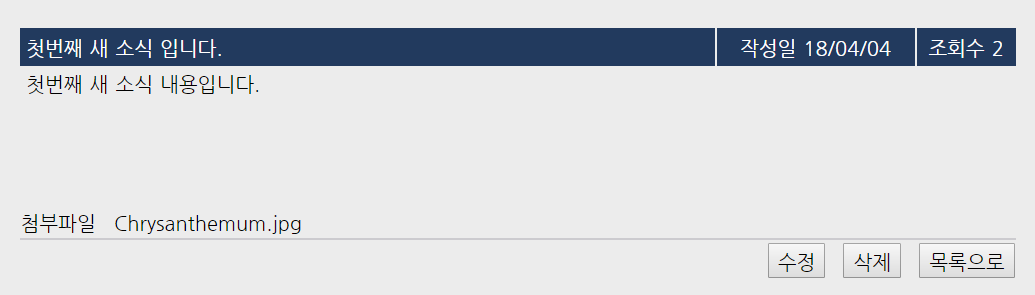 첫번째 새 소식 입니다. 작성일 18/04/04 조회수 2
첫번째 새 소식 내용입니다.
첨부파일 Chrysanthemum.jpg
수정 삭제 목록으로